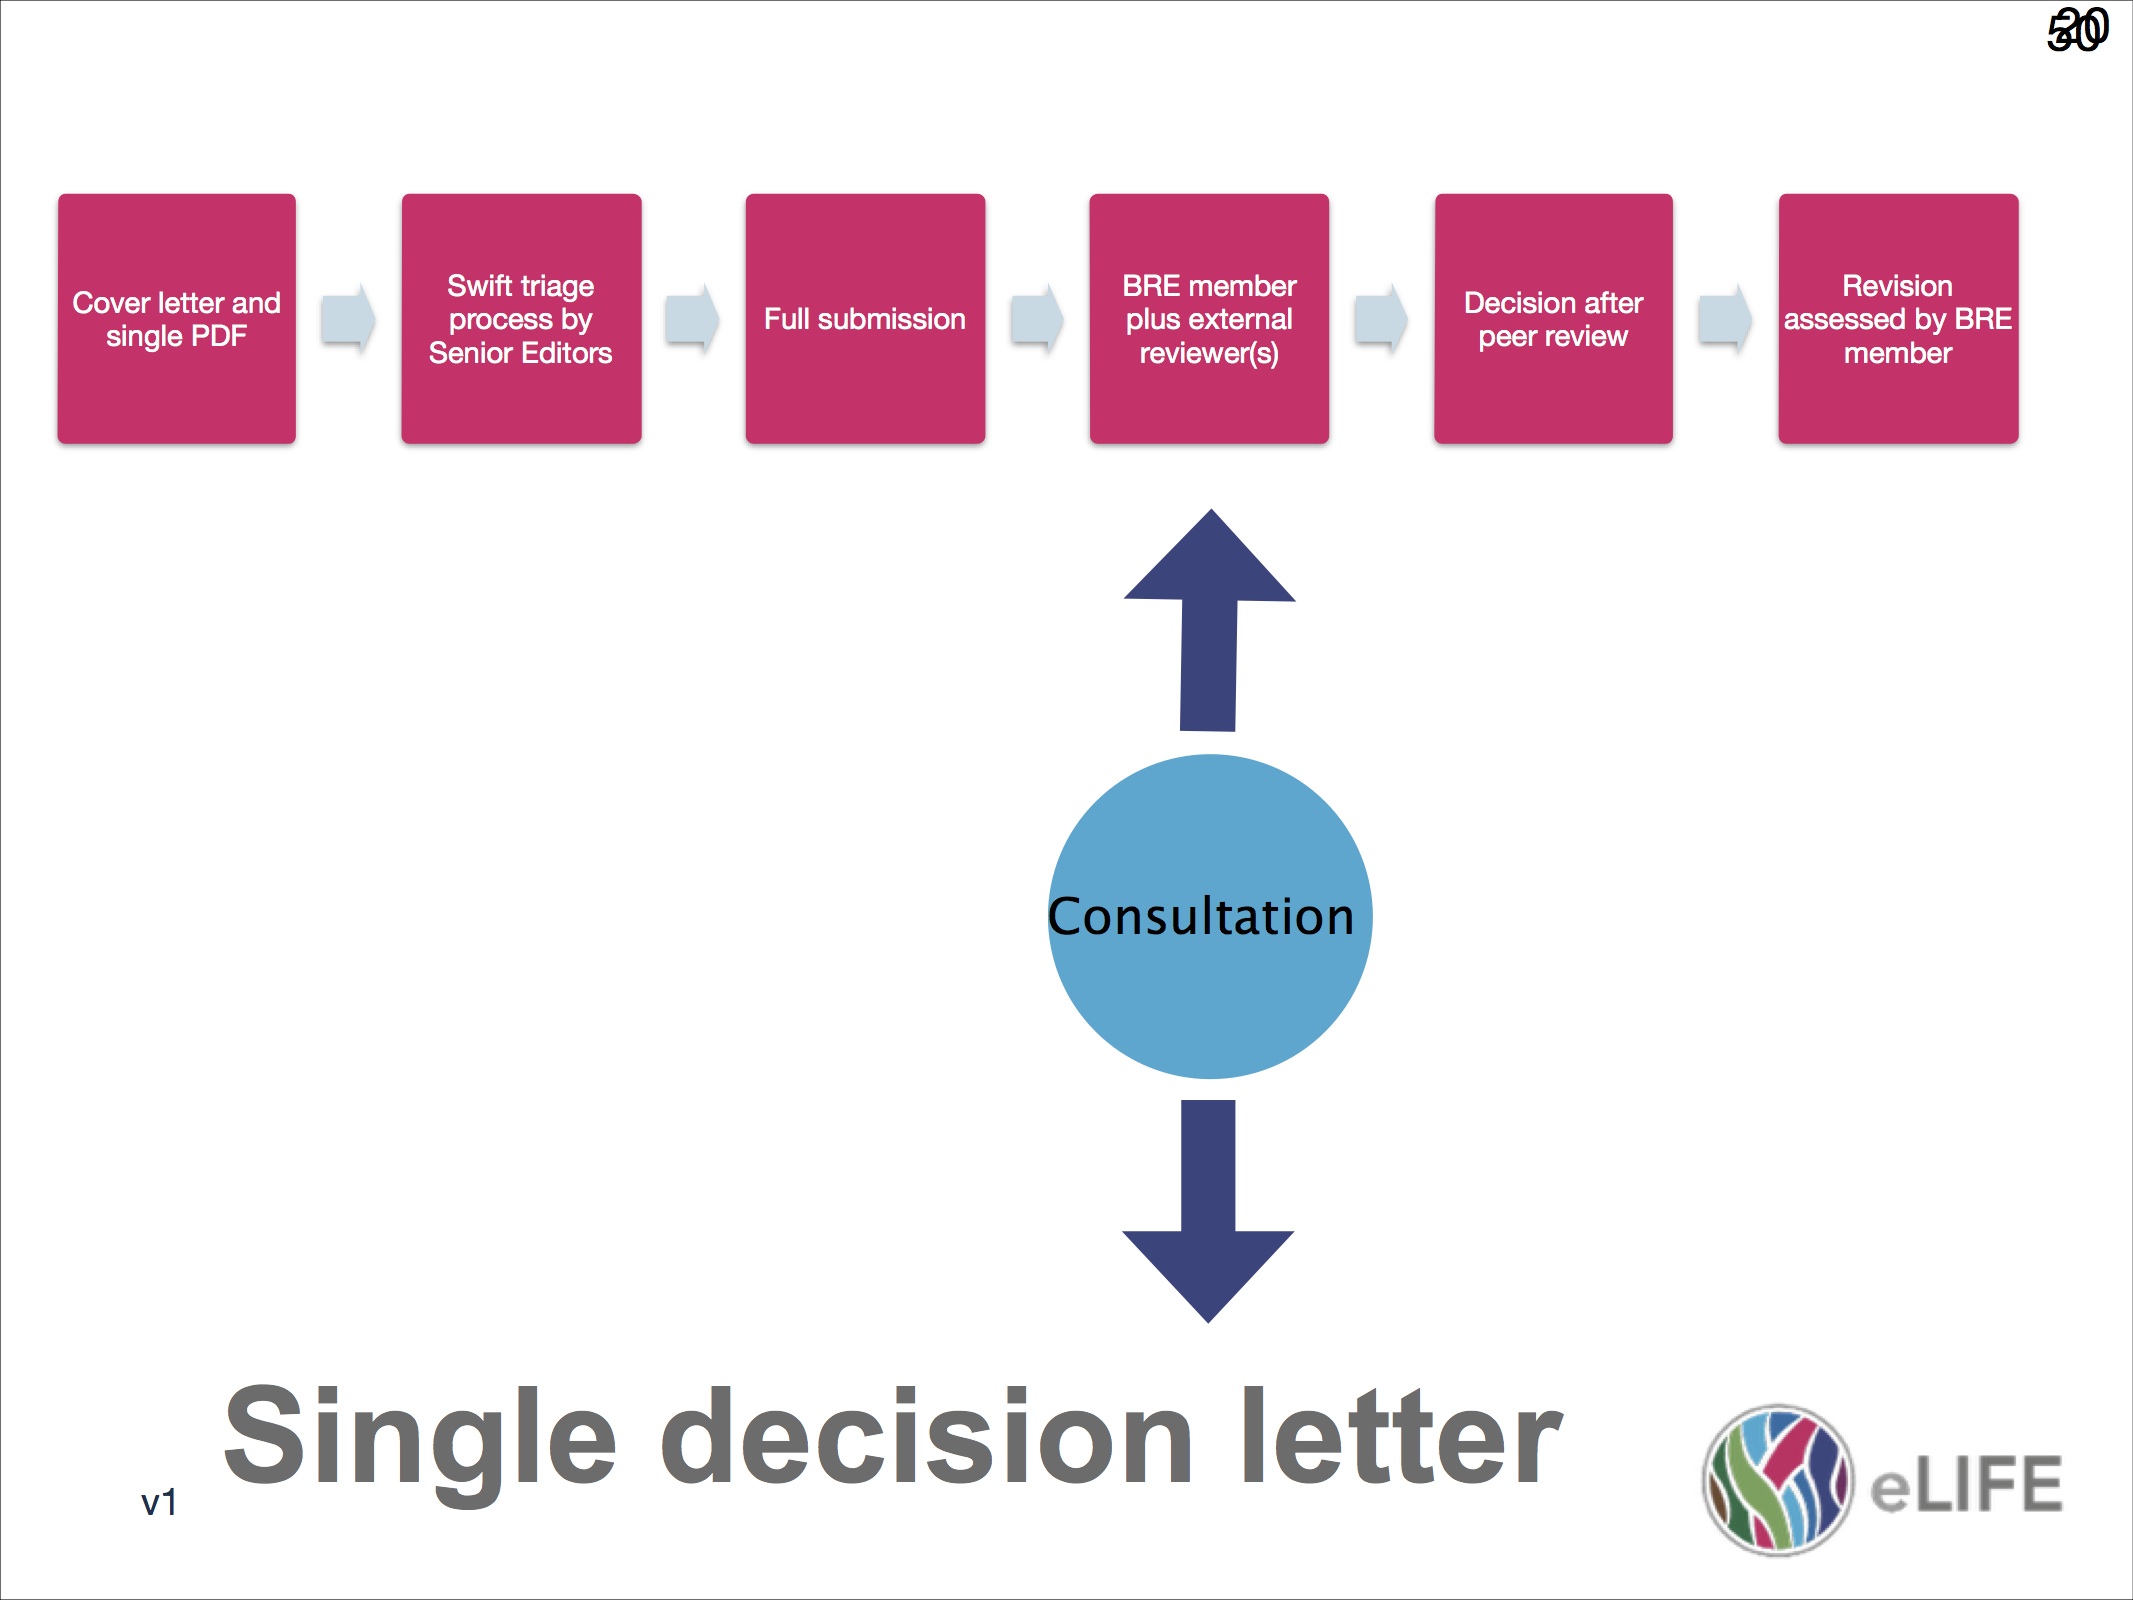 20
50
Cover letter and
single PDF
Swift triage
process by
Senior Editors
Full submission
BRE member
plus external
reviewer(s)
Decision after
peer review
Revision
assessed by BRE
member
Consultation
Single decision letter
v1
eLIFE